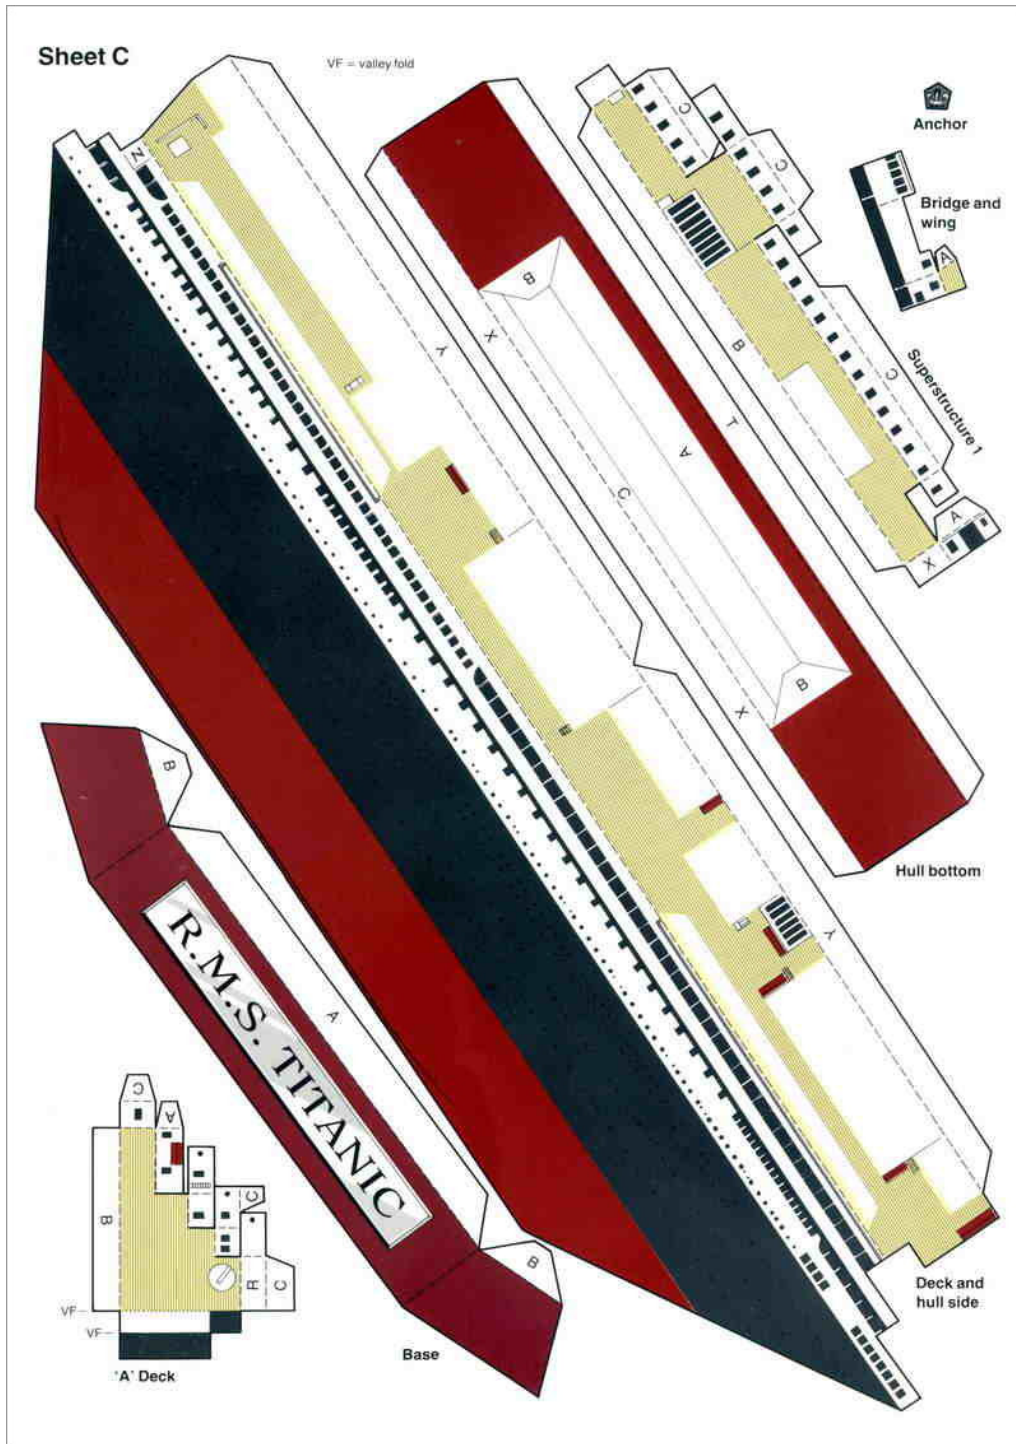 Sheet C
VF = valley fold
Anchor
Bridge and
wing
A
C
C
C
B
Superstructure 1
A
X
N
Y
X
B
T
A
C
B
X
Hull bottom
Y
B
A
R.M.S. TITANIC
B
Base
Deck and
hull side
C
A
B
C
R
C
VF
VF
'A' Deck